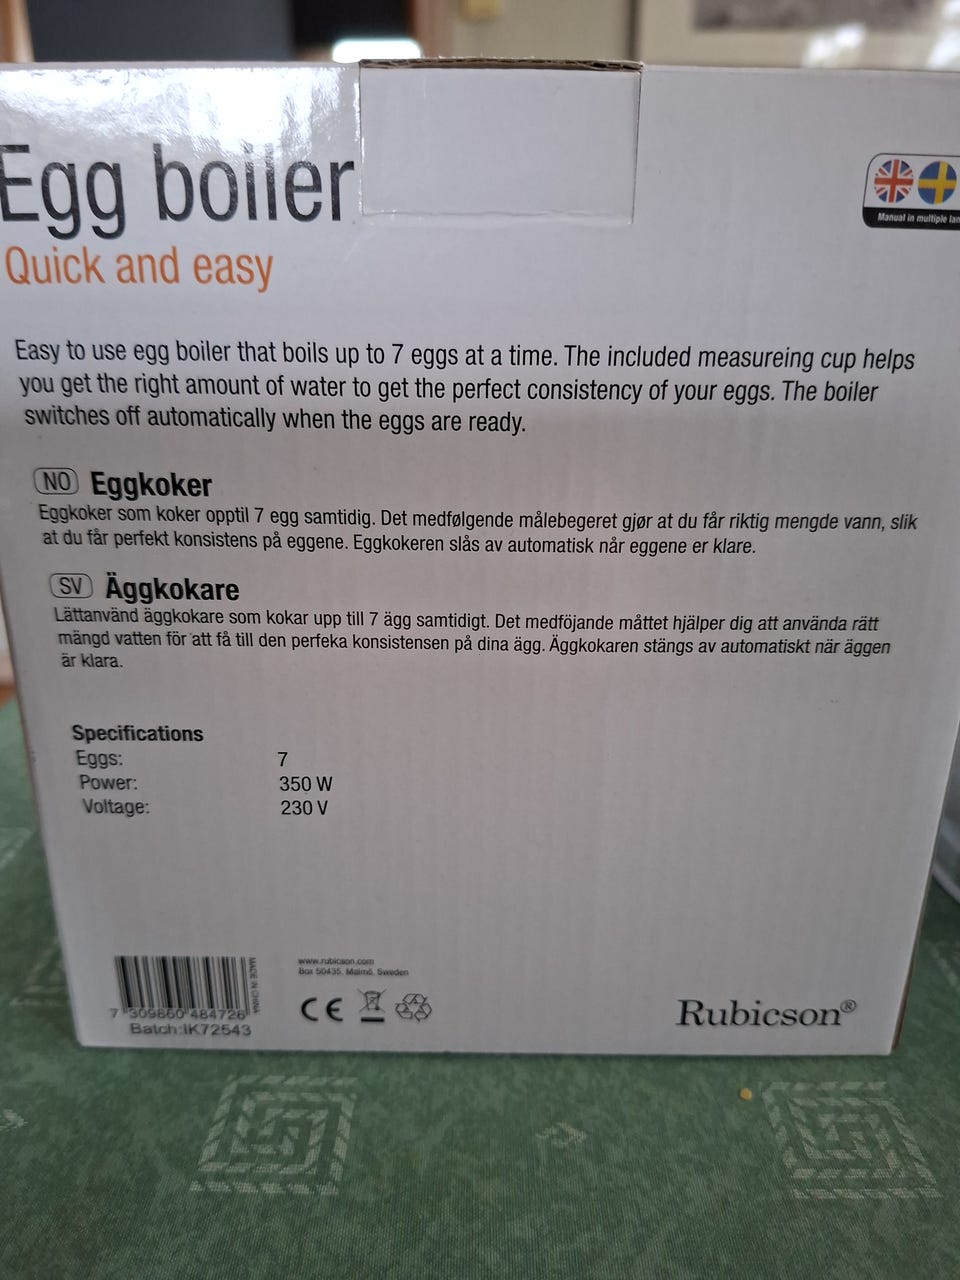 Egg boiler
Quick and easy
Manual in multiple
Easy to use egg boiler that boils up to 7 eggs at a time. The included measureing cup helps
you get the right amount of water to get the perfect consistency of your eggs. The boiler
switches off automatically when the eggs are ready.
NO Eggkoker
Eggkoker som koker opptil 7 egg samtidig. Det medfølgende målebegeret gjør at du får riktig mengde vann, slik
at du får perfekt konsistens på eggene. Eggkokeren slås av automatisk når eggene er klare.
SV Äggkokare
Lättanvänd äggkokare som kokar upp till 7 ägg samtidigt. Det medföjande måttet hjälper dig att använda rätt
mängd vatten för att få till den perfeka konsistensen på dina ägg. Äggkokaren stängs av automatiskt när äggen
är klara.
Specifications
Eggs: 7
Power: 350 W
Voltage: 230 V
MADE IN CHINA
7 309860 484726
Batch:IK72543
www.rubicson.com
Box 50435, Malmö, Sweden
CE
Rubicson®